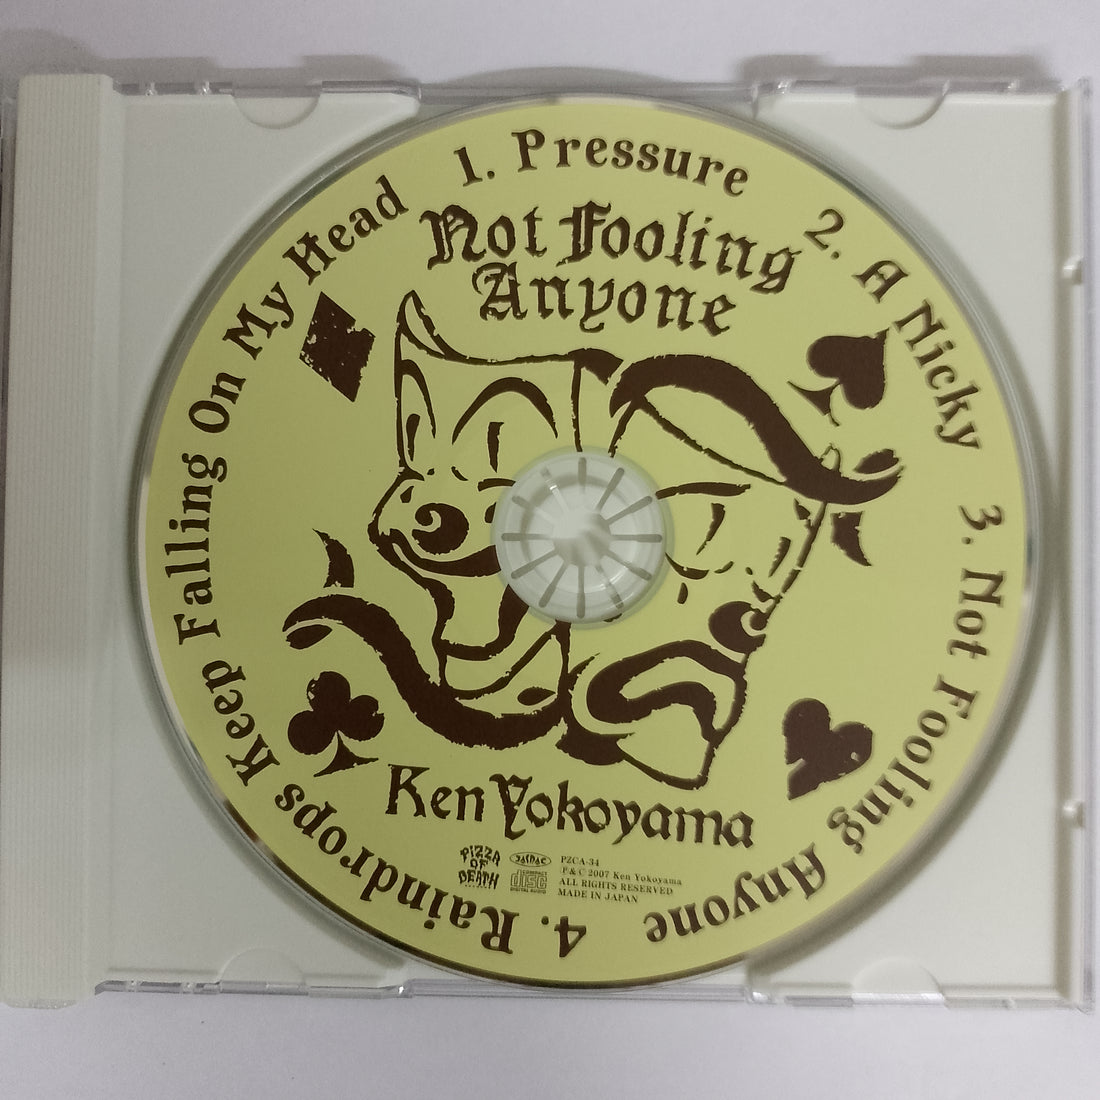 1. Pressure
2. A Nicky
3. Not Fooling Anyone
4. Raindrops Keep Falling On My Head
Not Fooling
Anyone
Ken Yokoyama
PIZZA
OF
DEATH
JASRAC
COMPACT
disc
DIGITAL AUDIO
PZCA-34
℗&© 2007 Ken Yokoyama
ALL RIGHTS RESERVED
MADE IN JAPAN